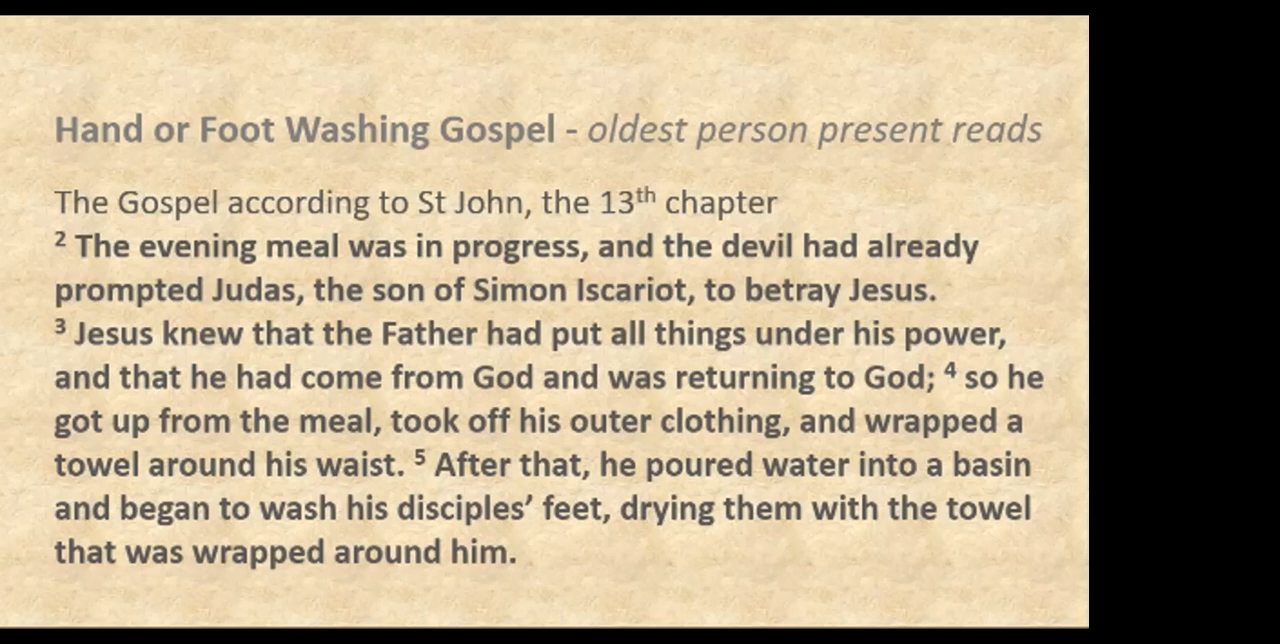 Hand or Foot Washing Gospel - oldest person present reads
The Gospel according to St John, the 13th chapter
2 The evening meal was in progress, and the devil had already
prompted Judas, the son of Simon Iscariot, to betray Jesus.
3 Jesus knew that the Father had put all things under his power,
and that he had come from God and was returning to God; 4 so he
got up from the meal, took off his outer clothing, and wrapped a
towel around his waist. 5 After that, he poured water into a basin
and began to wash his disciples’ feet, drying them with the towel
that was wrapped around him.